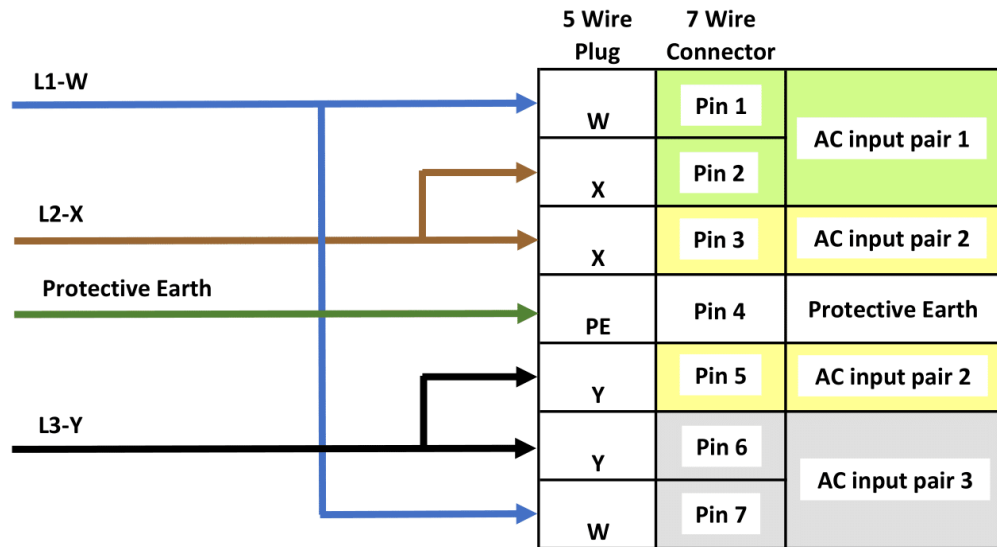 5 Wire Plug
7 Wire Connector
L1-W
W
Pin 1
AC input pair 1
X
Pin 2
L2-X
X
Pin 3
AC input pair 2
Protective Earth
PE
Pin 4
Protective Earth
Y
Pin 5
AC input pair 2
L3-Y
Y
Pin 6
AC input pair 3
W
Pin 7